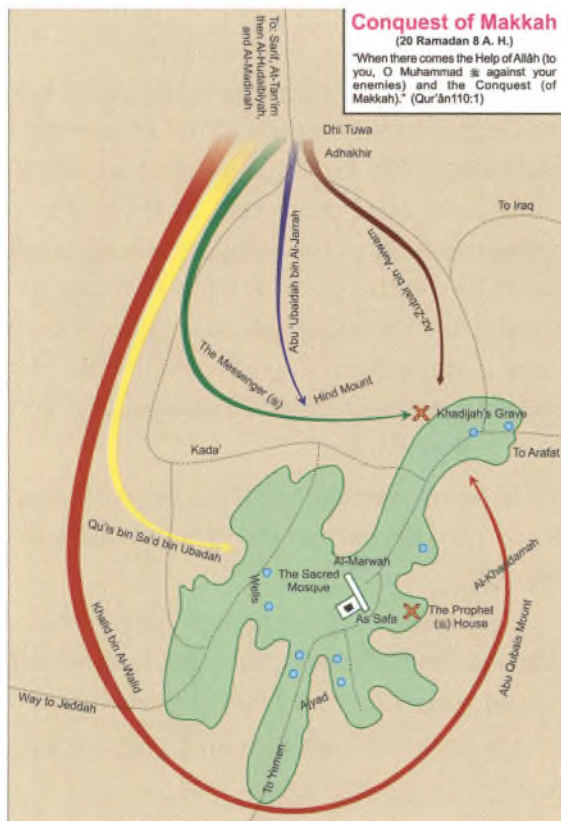 Conquest of Makkah
(20 Ramadan 8 A. H.)
"When there comes the Help of Allâh (to
you, O Muhammad ﷺ against your
enemies) and the Conquest (of
Makkah)." (Qur'ân110:1)
To: Sarif, At-Tan'im
then Al-Hudaibiyah,
and Al-Madinah
Dhi Tuwa
Adhakhir
To Iraq
Abu 'Ubaidah bin Al-Jarrah
Az-Zubair bin 'Awwam
The Messenger (ﷺ)
Hind Mount
Khadijah's Grave
To Arafat
Kada'
Qu'is bin Sa'd bin Ubadah
Al-Marwah
The Sacred
Mosque
Wells
As Safa
The Prophet
(ﷺ) House
Al-Khandamah
Abu Qubais Mount
Khalid bin Al-Walid
Ajyad
Way to Jeddah
To Yemen